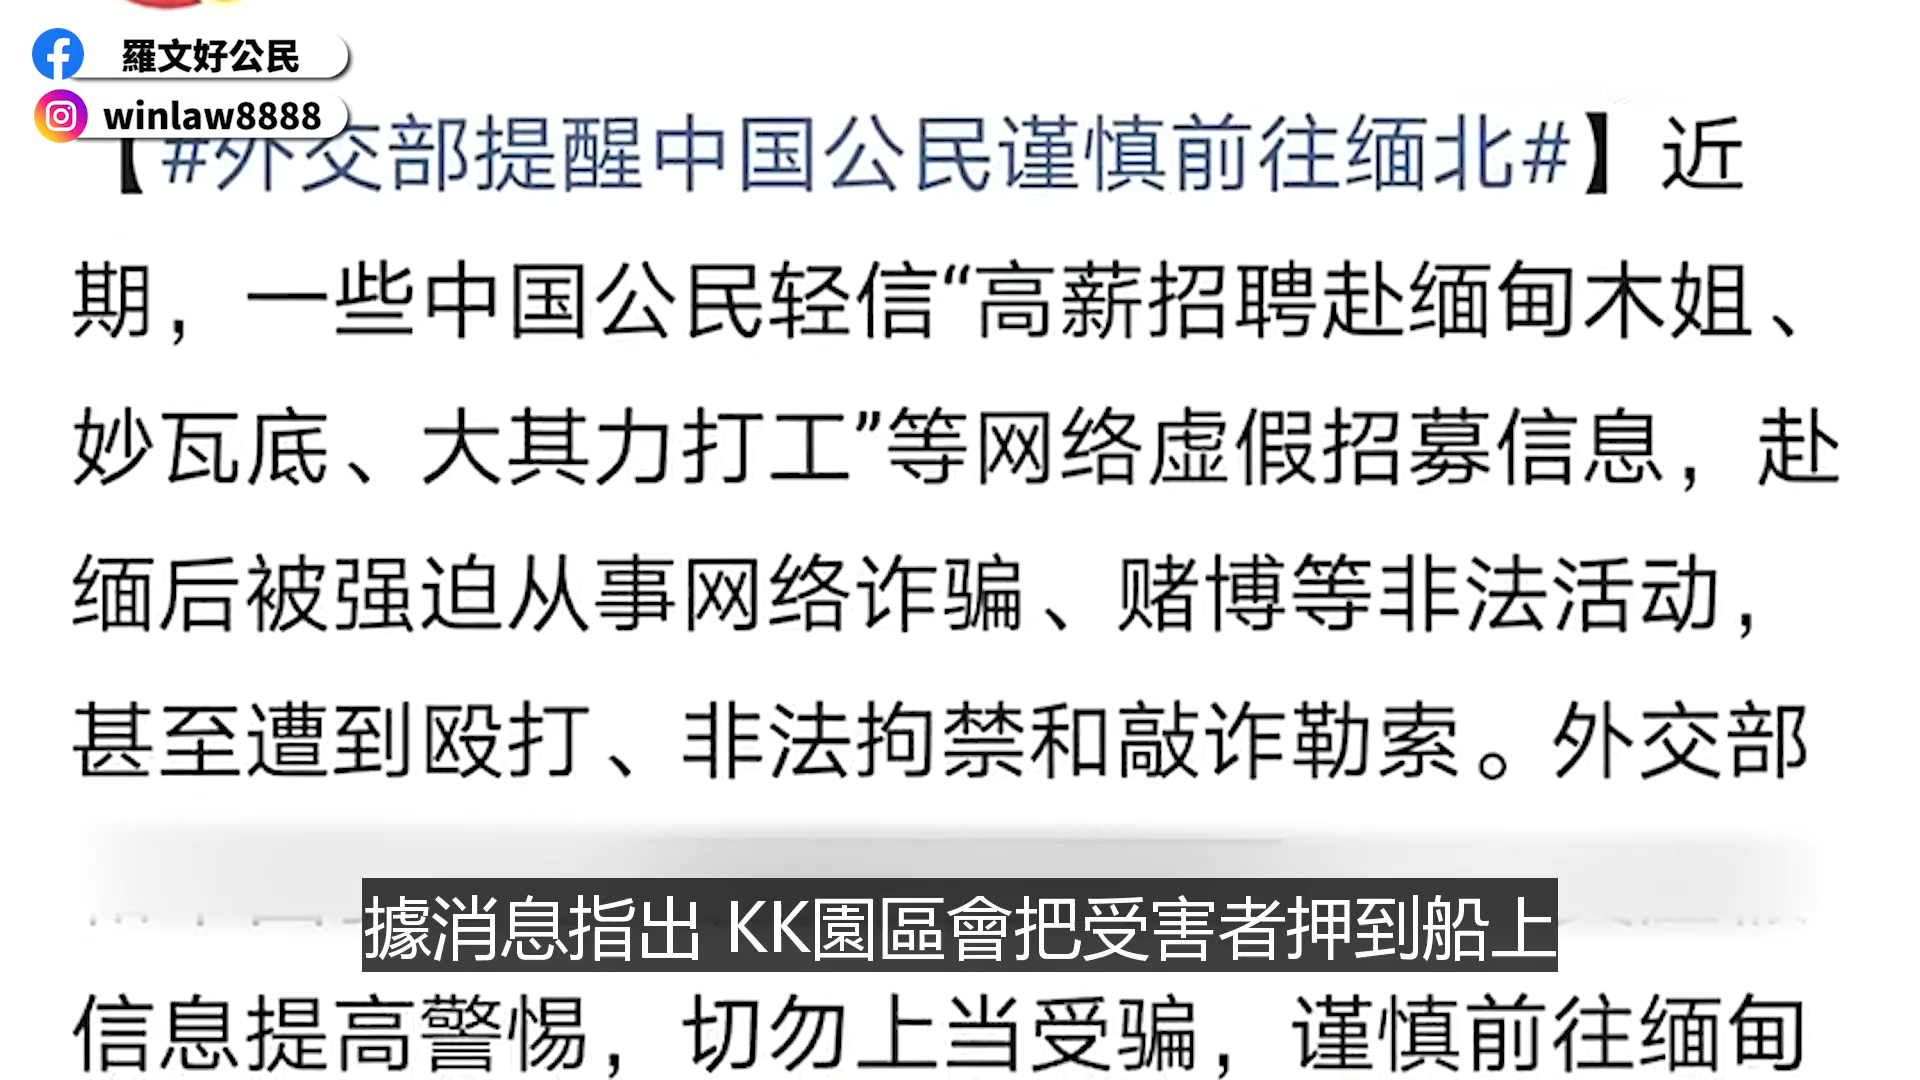 羅文好公民
winlaw8888
【#外交部提醒中国公民谨慎前往缅北#】近
期，一些中国公民轻信“高薪招聘赴缅甸木姐、
妙瓦底、大其力打工”等网络虚假招募信息，赴
缅后被强迫从事网络诈骗、赌博等非法活动，
甚至遭到殴打、非法拘禁和敲诈勒索。外交部
據消息指出 KK園區會把受害者押到船上
信息提高警惕，切勿上当受骗，谨慎前往缅甸